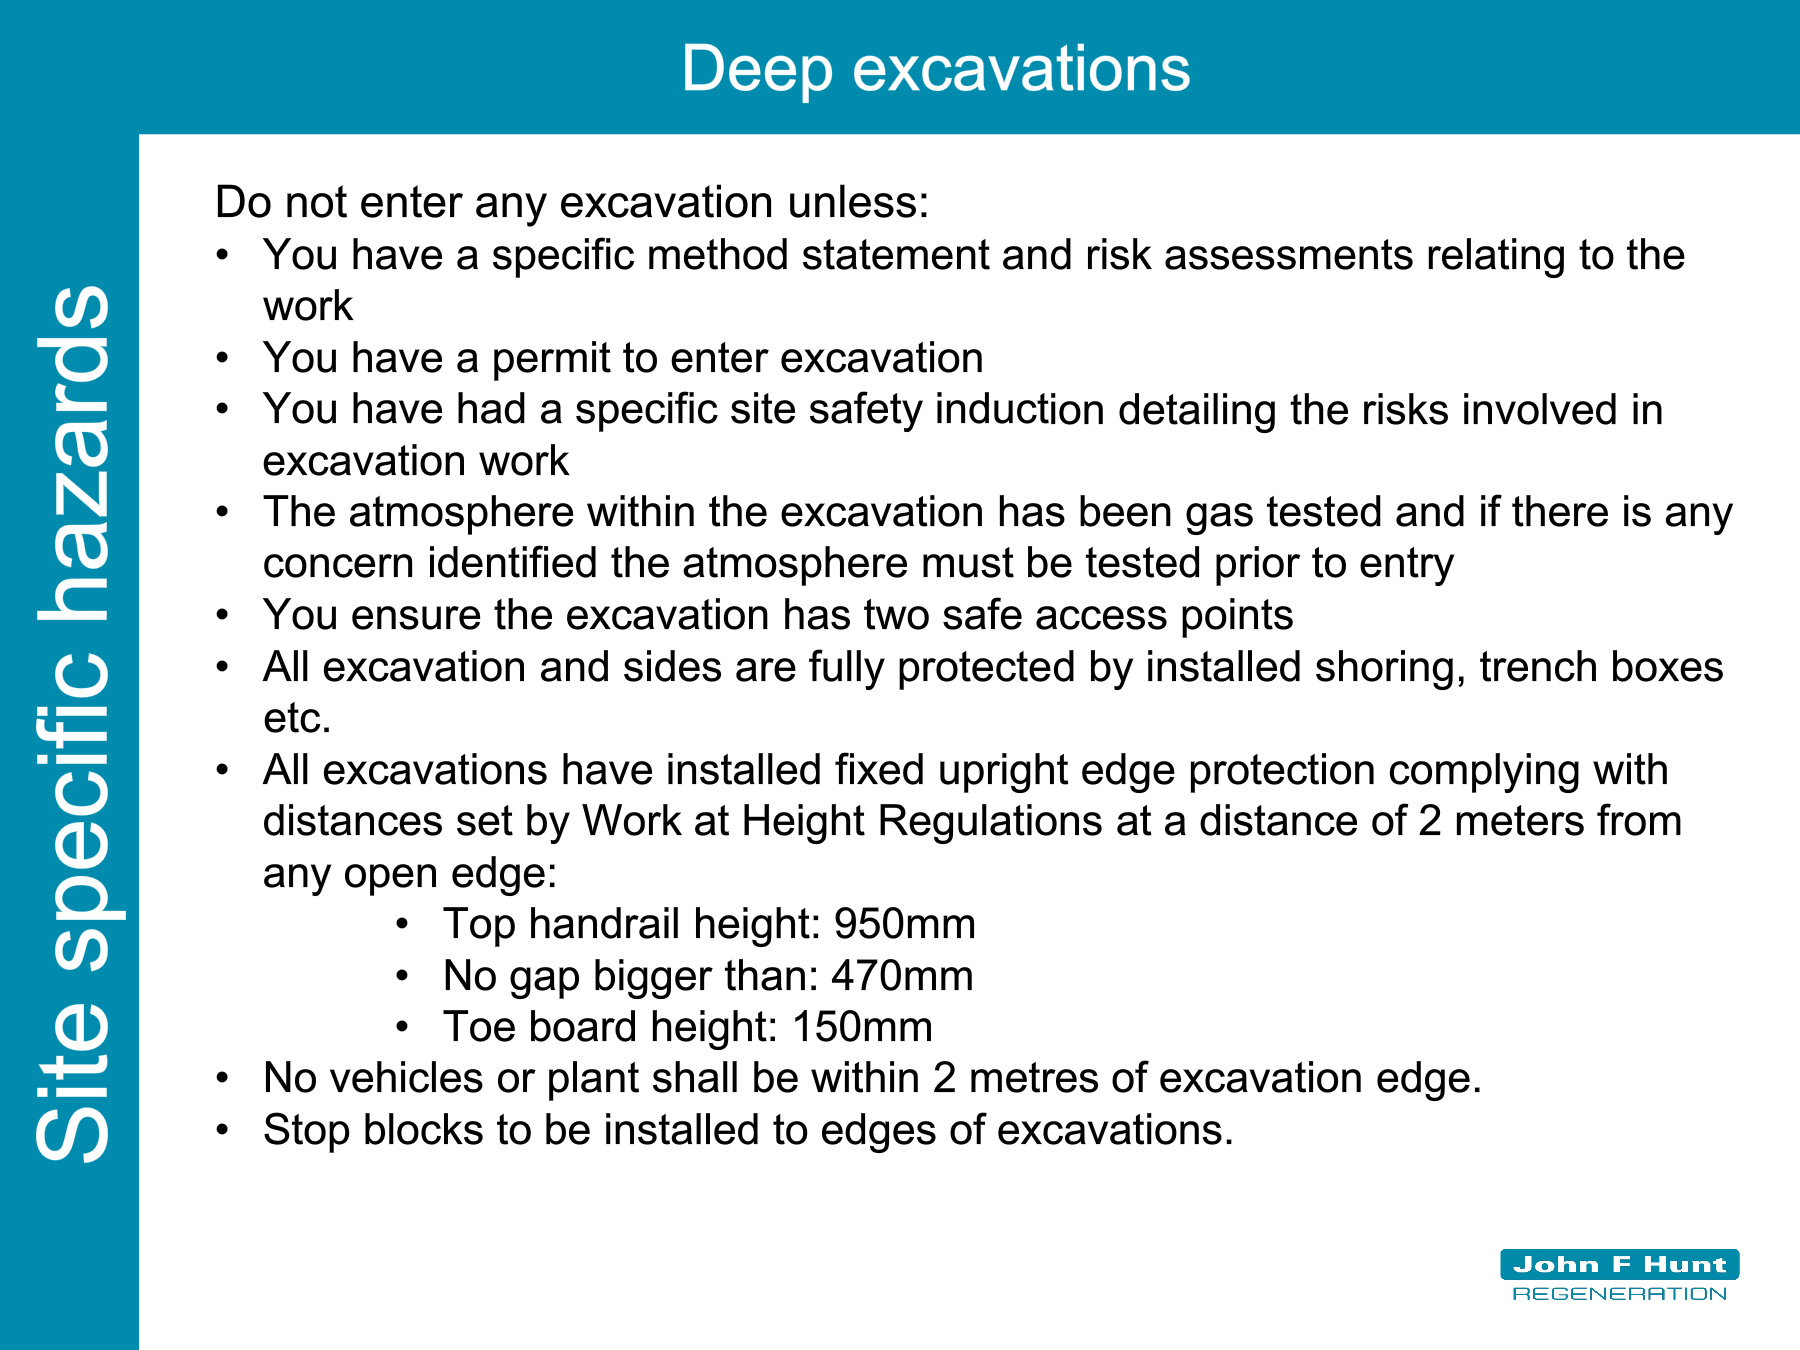 Deep excavations
Site specific hazards
Do not enter any excavation unless:
• You have a specific method statement and risk assessments relating to the
work
• You have a permit to enter excavation
• You have had a specific site safety induction detailing the risks involved in
excavation work
• The atmosphere within the excavation has been gas tested and if there is any
concern identified the atmosphere must be tested prior to entry
• You ensure the excavation has two safe access points
• All excavation and sides are fully protected by installed shoring, trench boxes
etc.
• All excavations have installed fixed upright edge protection complying with
distances set by Work at Height Regulations at a distance of 2 meters from
any open edge:
• Top handrail height: 950mm
• No gap bigger than: 470mm
• Toe board height: 150mm
• No vehicles or plant shall be within 2 metres of excavation edge.
• Stop blocks to be installed to edges of excavations.
John F Hunt
REGENERATION